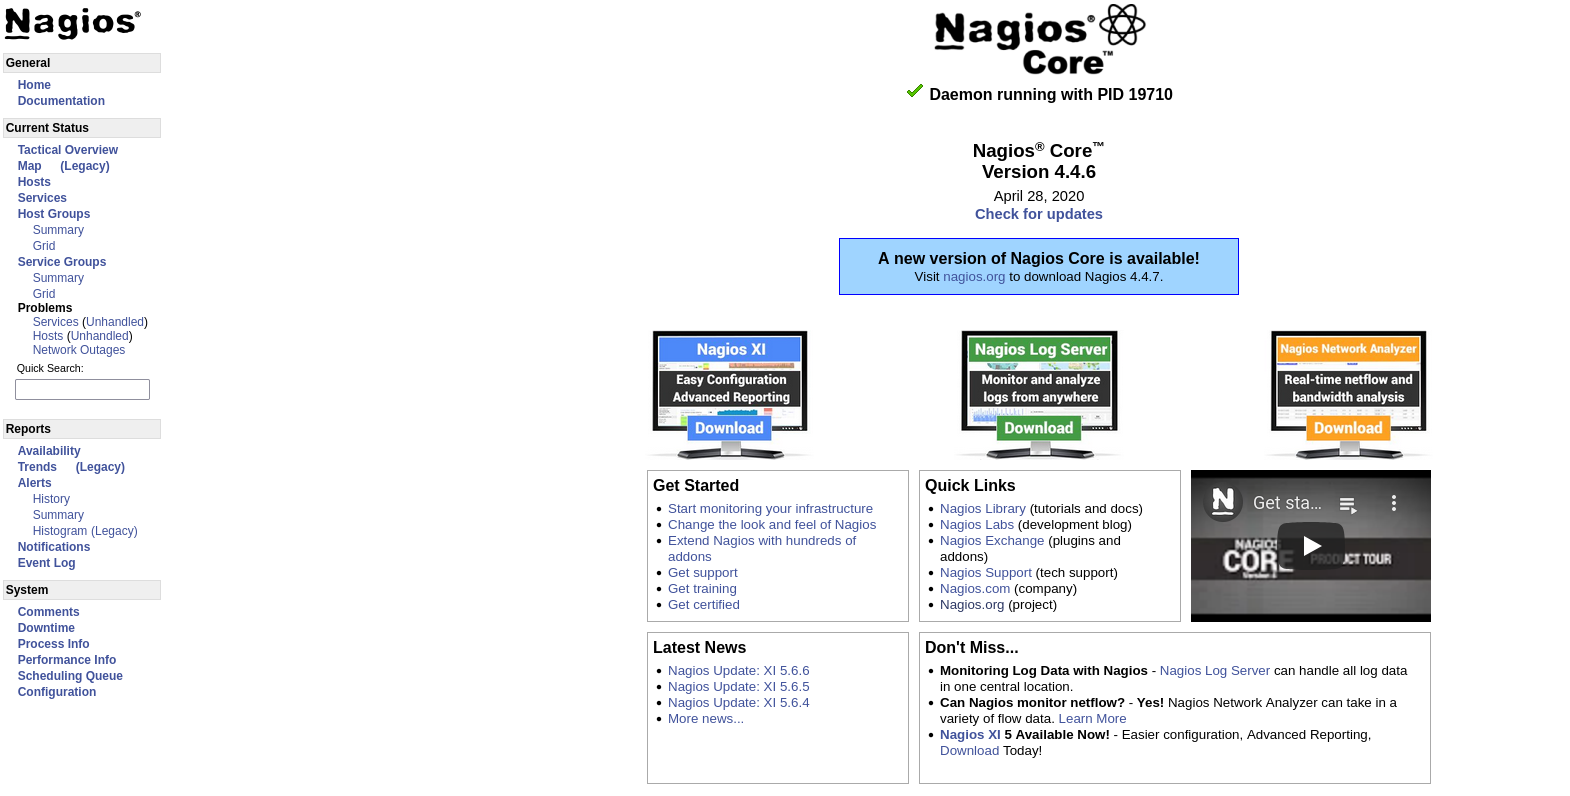 Nagios®
General
Home
Documentation
Current Status
Tactical Overview
Map (Legacy)
Hosts
Services
Host Groups
Summary
Grid
Service Groups
Summary
Grid
Problems
Services (Unhandled)
Hosts (Unhandled)
Network Outages
Quick Search:
Reports
Availability
Trends (Legacy)
Alerts
History
Summary
Histogram (Legacy)
Notifications
Event Log
System
Comments
Downtime
Process Info
Performance Info
Scheduling Queue
Configuration
Nagios®
Core™
Daemon running with PID 19710
Nagios® Core™
Version 4.4.6
April 28, 2020
Check for updates
A new version of Nagios Core is available!
Visit nagios.org to download Nagios 4.4.7.
Nagios XI
Easy Configuration
Advanced Reporting
Download
Nagios Log Server
Monitor and analyze
logs from anywhere
Download
Nagios Network Analyzer
Real-time netflow and
bandwidth analysis
Download
Get Started
Start monitoring your infrastructure
Change the look and feel of Nagios
Extend Nagios with hundreds of
addons
Get support
Get training
Get certified
Quick Links
Nagios Library (tutorials and docs)
Nagios Labs (development blog)
Nagios Exchange (plugins and
addons)
Nagios Support (tech support)
Nagios.com (company)
Nagios.org (project)
N Get sta...
NAGIOS
CORE PRODUCT TOUR
Latest News
Nagios Update: XI 5.6.6
Nagios Update: XI 5.6.5
Nagios Update: XI 5.6.4
More news...
Don't Miss...
Monitoring Log Data with Nagios - Nagios Log Server can handle all log data
in one central location.
Can Nagios monitor netflow? - Yes! Nagios Network Analyzer can take in a
variety of flow data. Learn More
Nagios XI 5 Available Now! - Easier configuration, Advanced Reporting,
Download Today!